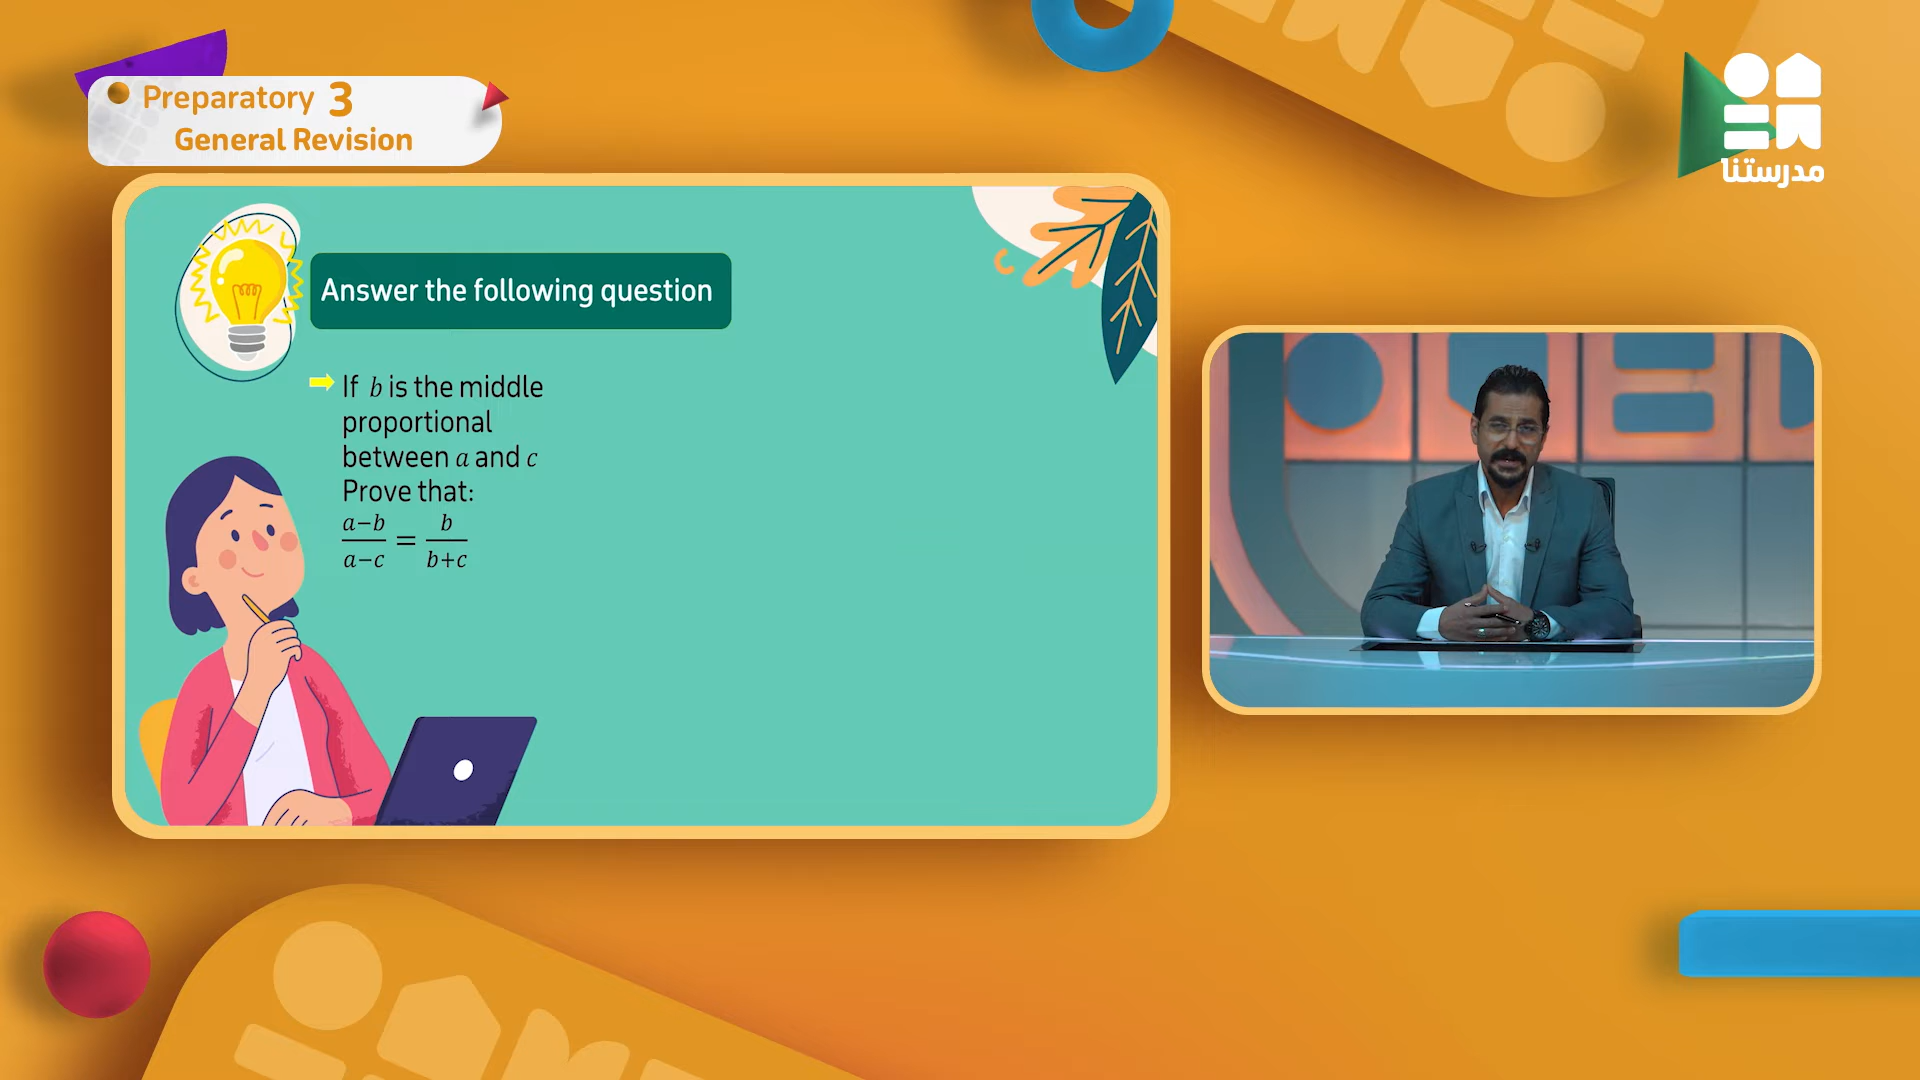 Preparatory 3
General Revision
مدرستنا
Answer the following question
If b is the middle
proportional
between a and c
Prove that:
a−b/a−c = b/b+c